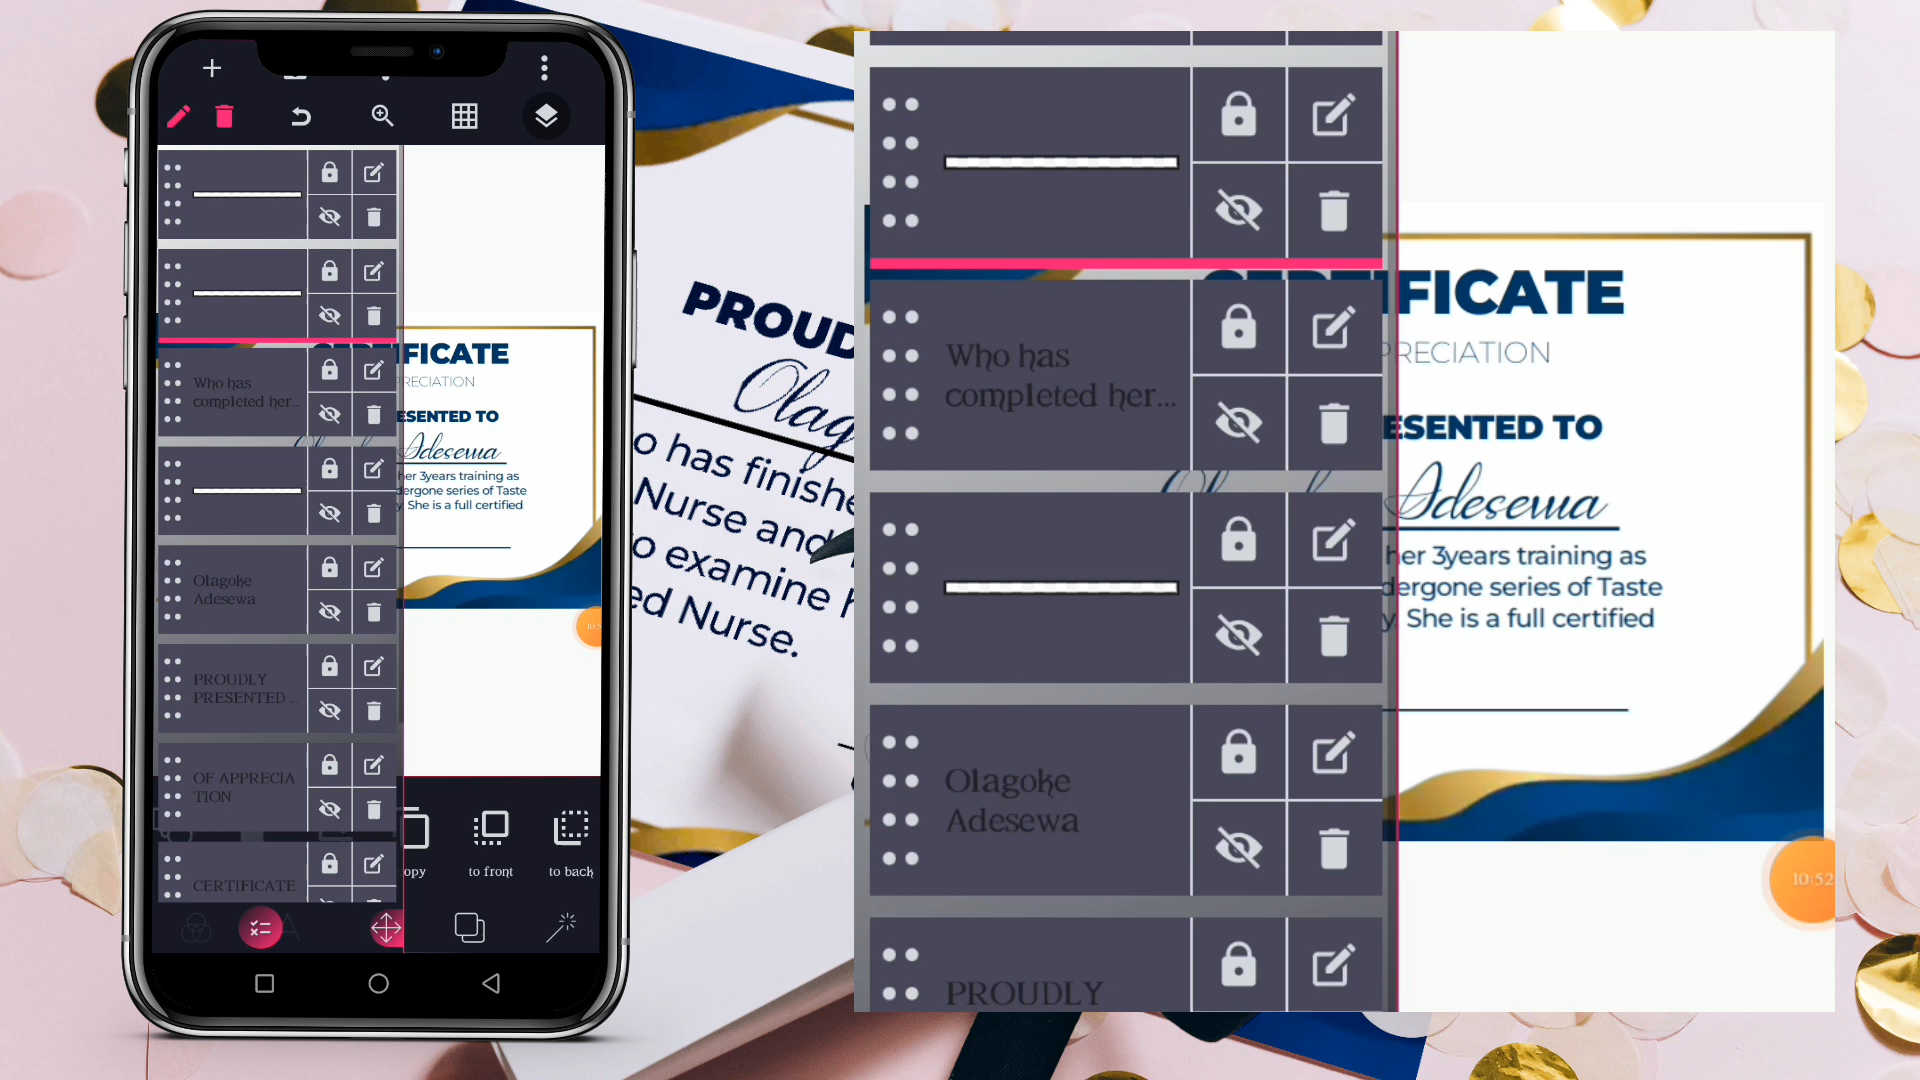 Who has
completed her...
Olagoke
Adesewa
PROUDLY
PRESENTED ...
OF APPRECIA
TION
CERTIFICATE
FICATE
PRECIATION
ESENTED TO
Adesewa
her 3years training as
dergone series of Taste
y. She is a full certified
opy
to front
to back
PROUD
Olag
o has finishe
Nurse and
o examine h
ed Nurse.
Who has
completed her...
Olagoke
Adesewa
PROUDLY
FICATE
PRECIATION
ESENTED TO
Adesewa
her 3years training as
dergone series of Taste
y. She is a full certified
10:52